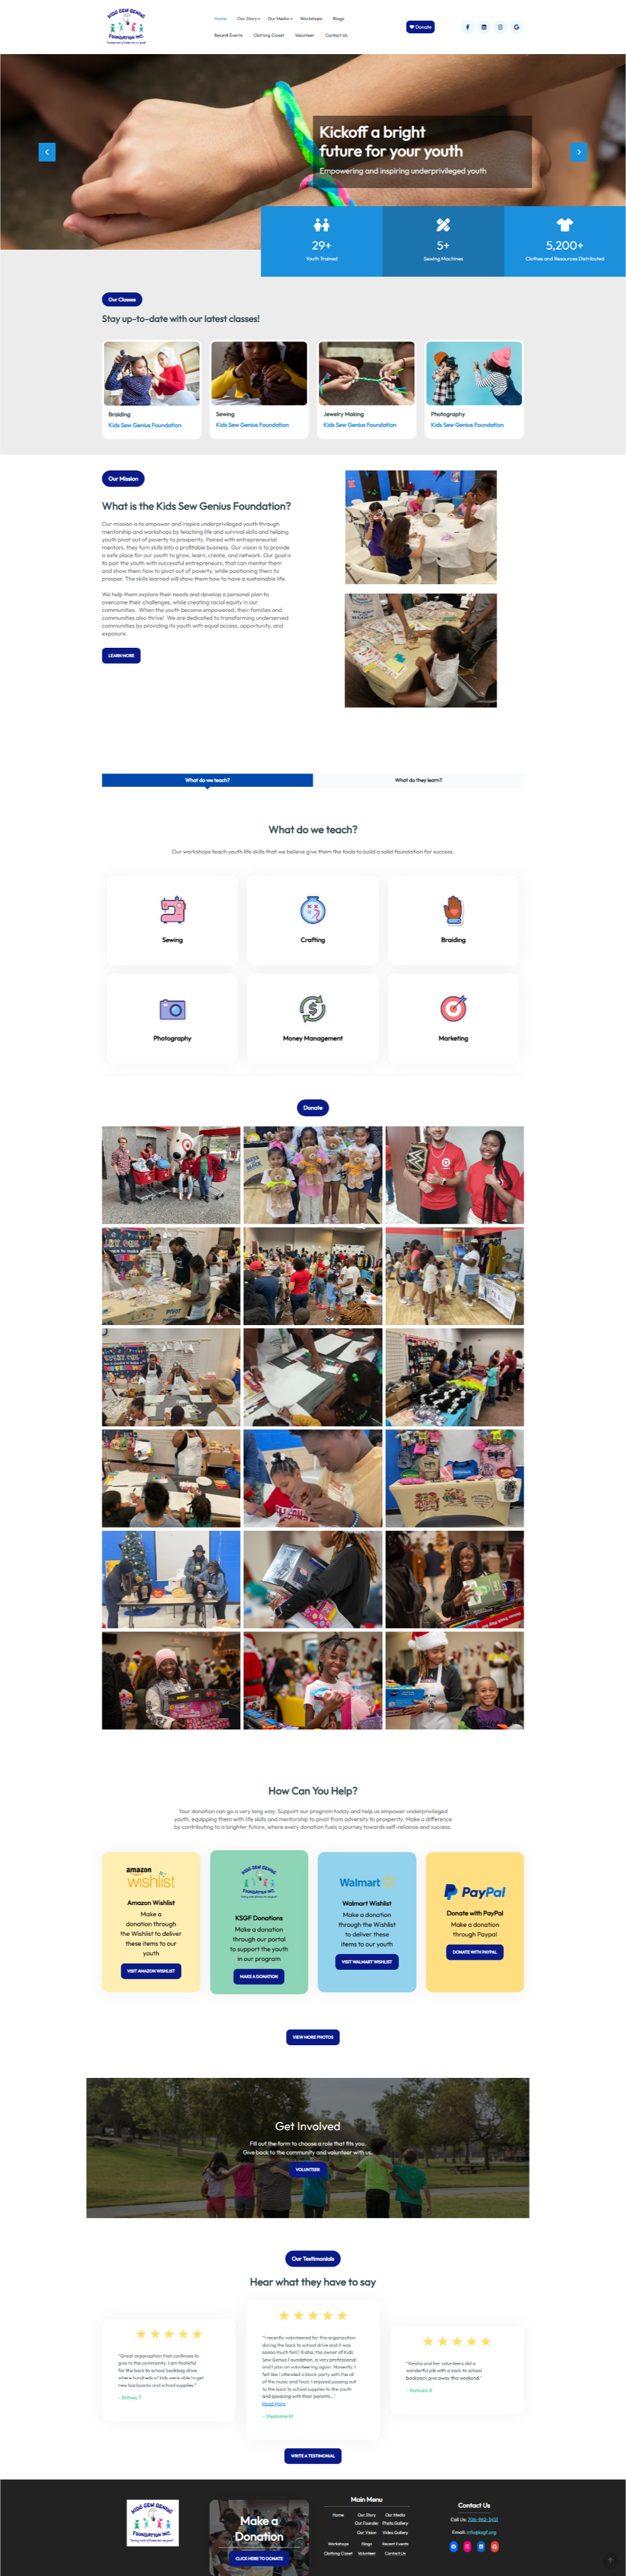 KIDS SEW GENIUS
FOUNDATION INC.
Home Our Story Our Media Workshops Blogs
Recent Events Clothing Closet Volunteer Contact Us
Donate
Kickoff a bright
future for your youth
Empowering and inspiring underprivileged youth
29+
Youth Trained
5+
Sewing Machines
5,200+
Clothes and Resources Distributed
Our Classes
Stay up-to-date with our latest classes!
Braiding
Kids Sew Genius Foundation
Sewing
Kids Sew Genius Foundation
Jewelry Making
Kids Sew Genius Foundation
Photography
Kids Sew Genius Foundation
Our Mission
What is the Kids Sew Genius Foundation?
Our mission is to empower and inspire underprivileged youth through
mentorship and workshops by teaching life and survival skills and helping
youth pivot out of poverty to prosperity. Paired with entrepreneurial
mentors, they turn skills into a profitable business. Our vision is to provide
a safe place for our youth to grow, learn, create, and network. Our goal is
to pair the youth with successful entrepreneurs, that can mentor them
and show them how to pivot out of poverty, while positioning them to
prosper. The skills learned will show them how to have a sustainable life.
We help them explore their needs and develop a personal plan to
overcome their challenges, while creating racial equity in our
communities. When the youth become empowered, their families and
communities also thrive! We are dedicated to transforming underserved
communities by providing its youth with equal access, opportunity, and
exposure.
LEARN MORE
What do we teach?
What do they learn?
What do we teach?
Our workshops teach youth life skills that we believe give them the tools to build a solid foundation for success.
Sewing
Crafting
Braiding
Photography
Money Management
Marketing
Donate
How Can You Help?
Your donation can go a very long way. Support our program today and help us empower underprivileged
youth, equipping them with life skills and mentorship to pivot from adversity to prosperity. Make a difference
by contributing to a brighter future, where every donation fuels a journey towards self-reliance and success.
amazon
wishlist
Amazon Wishlist
Make a
donation through
the Wishlist to deliver
these items to our
youth
VISIT AMAZON WISHLIST
KIDS SEW GENIUS
FOUNDATION INC.
KSGF Donations
Make a donation
through our portal
to support the youth
in our program
MAKE A DONATION
Walmart
Walmart Wishlist
Make a donation
through the Wishlist
to deliver these
items to our youth
VISIT WALMART WISHLIST
PayPal
Donate with PayPal
Make a donation
through Paypal
DONATE WITH PAYPAL
VIEW MORE PHOTOS
Get Involved
Fill out the form to choose a role that fits you.
Give back to the community and volunteer with us.
VOLUNTEER
Our Testimonials
Hear what they have to say
"Great organization that continues to
give to the community. I am thankful
for the back to school bookbag drive
where hundreds of kids were able to get
new backpacks and school supplies."
- Britney T
"I recently volunteered for this organization
during the back to school drive and it was
soooo much fun!! Kisha, the owner of Kids
Sew Genius Foundation, is very professional
and I plan on volunteering again. Honestly, I
felt like I attended a block party with the all
of the music and food. I enjoyed passing out
to the back to school supplies to the youth
and speaking with their parents..."
Read More
- Stephanie M
"Keisha and her volunteers did a
wonderful job with a back to school
backpack give away this weekend."
- Barbara B
WRITE A TESTIMONIAL
KIDS SEW GENIUS
FOUNDATION INC.
Make a
Donation
CLICK HERE TO DONATE
Main Menu
Home Our Story Our Media
Our Founder Photo Gallery
Our Vision Video Gallery
Workshops Blogs Recent Events
Clothing Closet Volunteer Contact Us
Contact Us
Call Us:
Email: